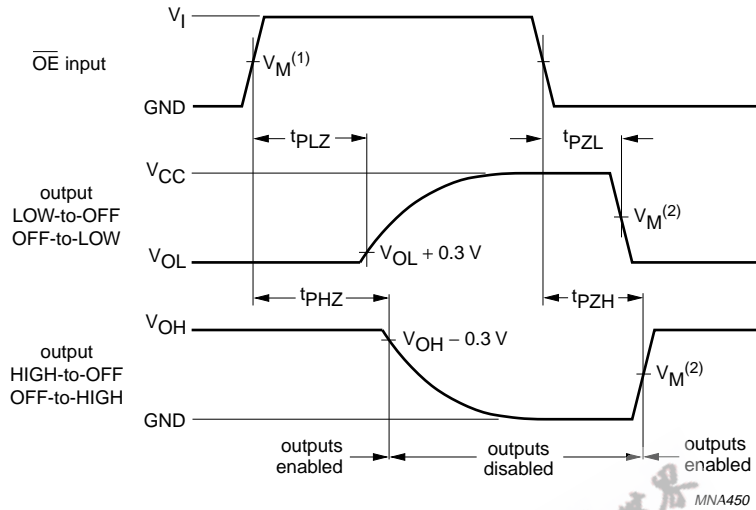 V_I
OE input
V_M(1)
GND
t_PLZ
t_PZL
V_CC
output
LOW-to-OFF
OFF-to-LOW
V_M(2)
V_OL
V_OL + 0.3 V
t_PHZ
t_PZH
V_OH
V_OH − 0.3 V
output
HIGH-to-OFF
OFF-to-HIGH
V_M(2)
GND
outputs
enabled
outputs
disabled
outputs
enabled
MNA450